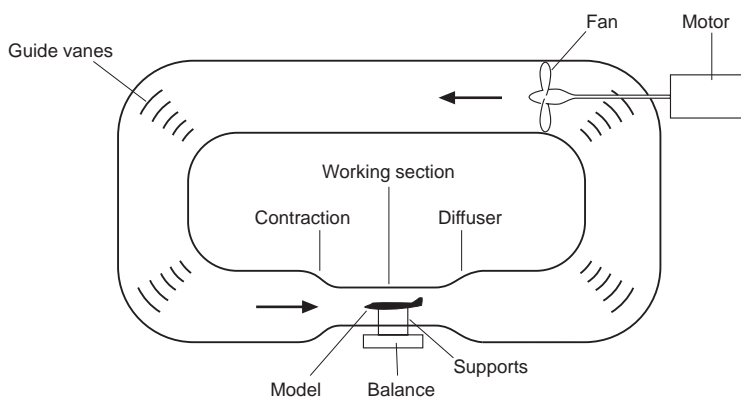 Fan
Motor
Guide vanes
Working section
Contraction
Diffuser
Model
Balance
Supports